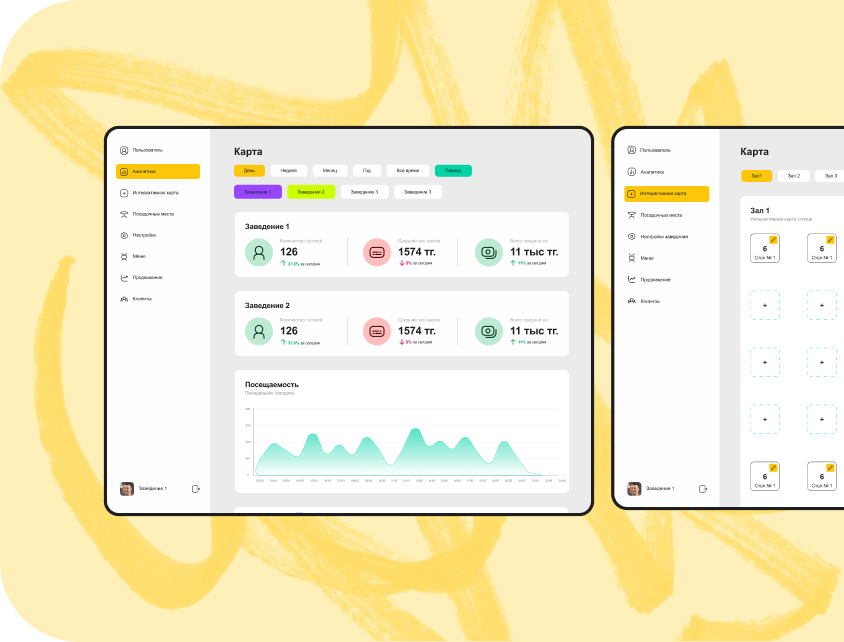 Пользователь
Аналитика
Интерактивная карта
Посадочные места
Настройки
Меню
Продвижение
Клиенты
Заведение 1
Карта
День
Неделя
Месяц
Год
Все время
Период
Заведение 1
Заведение 2
Заведение 3
Заведение 3
Заведение 1
Количество гостей
126
37.8% за сегодня
Средний чек заказа
1574 тг.
8% за сегодня
Всего продано на
11 тыс тг.
11% за сегодня
Заведение 2
Количество гостей
126
37.8% за сегодня
Средний чек заказа
1574 тг.
8% за сегодня
Всего продано на
11 тыс тг.
11% за сегодня
Посещаемость
Пользователь
Аналитика
Интерактивная карта
Посадочные места
Настройки заведения
Меню
Продвижение
Клиенты
Заведение 1
Карта
Зал1
Зал 2
Зал 3
Зал 1
Интерактивная карта столов
6
Стол № 1
6
Стол № 1
+
+
+
+
+
+
6
Стол № 1
6
Стол № 1